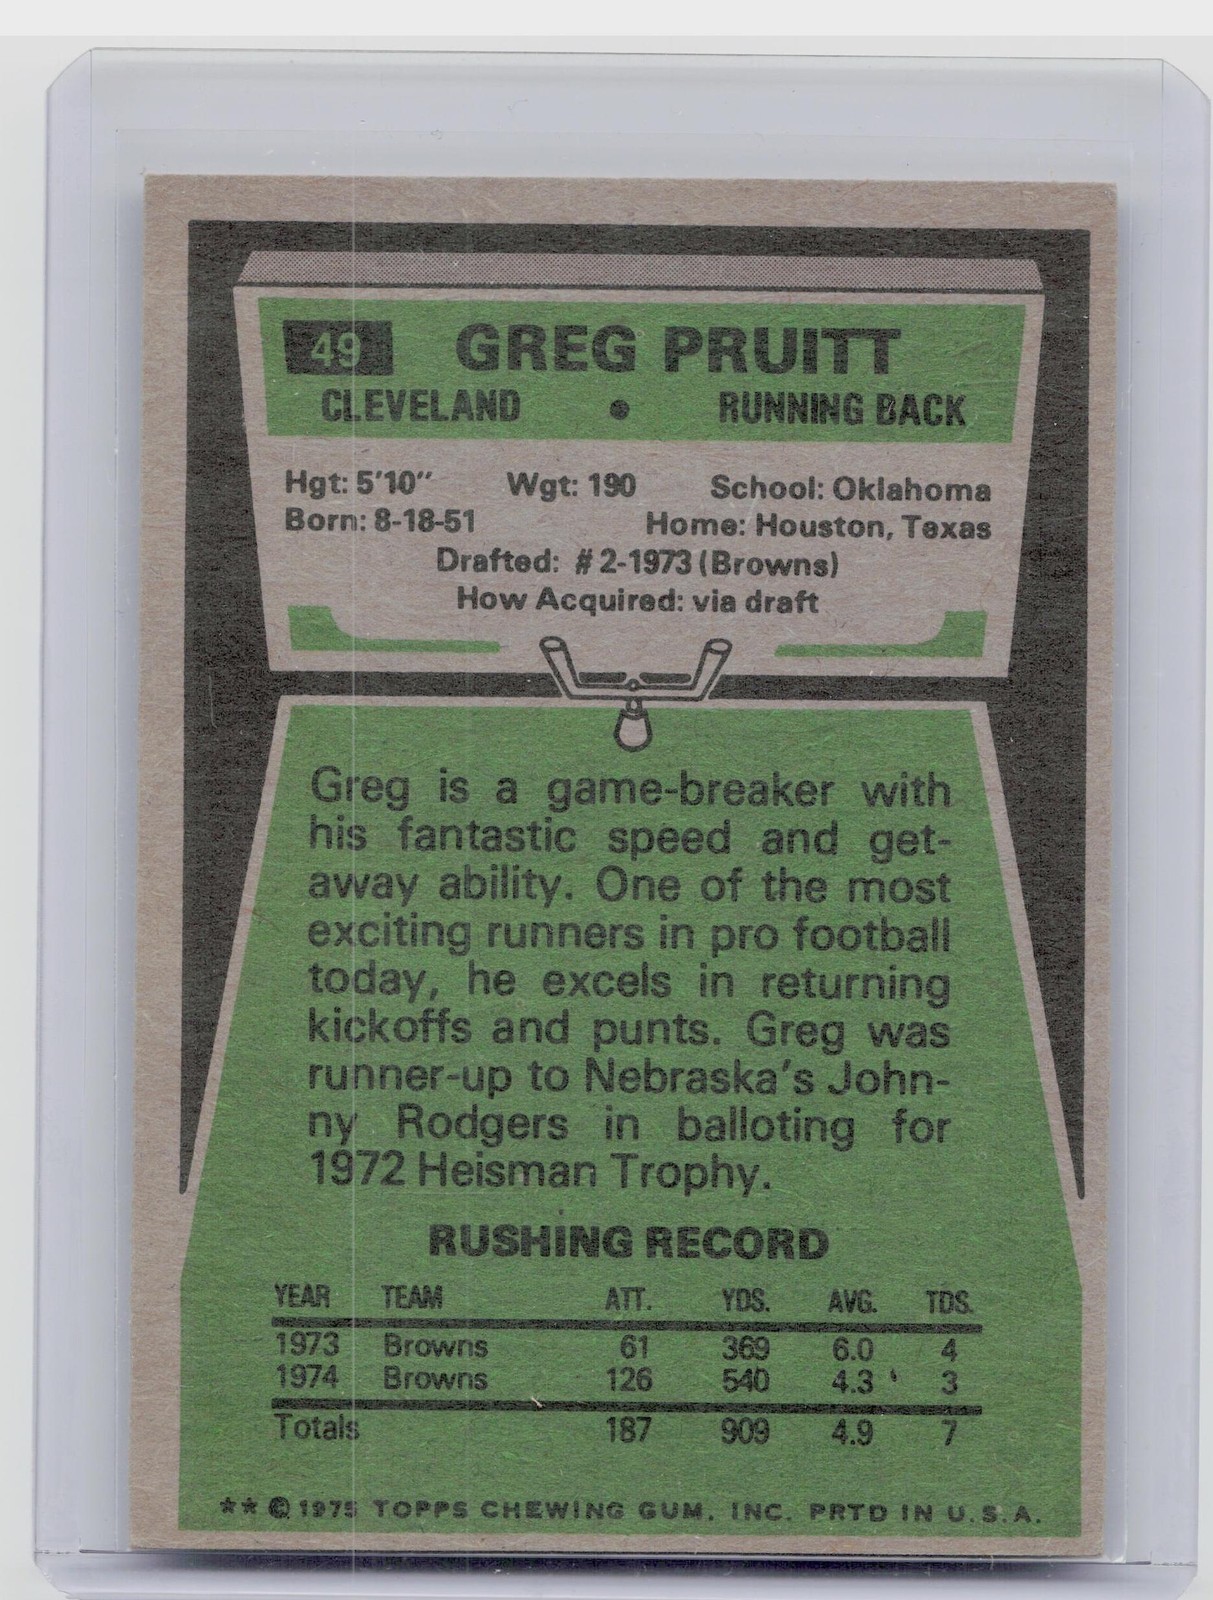 49 GREG PRUITT
CLEVELAND • RUNNING BACK
Hgt: 5'10" Wgt: 190 School: Oklahoma
Born: 8-18-51 Home: Houston, Texas
Drafted: #2-1973 (Browns)
How Acquired: via draft
Greg is a game-breaker with
his fantastic speed and get-
away ability. One of the most
exciting runners in pro football
today, he excels in returning
kickoffs and punts. Greg was
runner-up to Nebraska's John-
ny Rodgers in balloting for
1972 Heisman Trophy.
RUSHING RECORD
YEAR TEAM ATT. YDS. AVG. TDS.
1973 Browns 61 369 6.0 4
1974 Browns 126 540 4.3 3
Totals 187 909 4.9 7
** © 1975 TOPPS CHEWING GUM, INC. PRTD IN U.S.A.